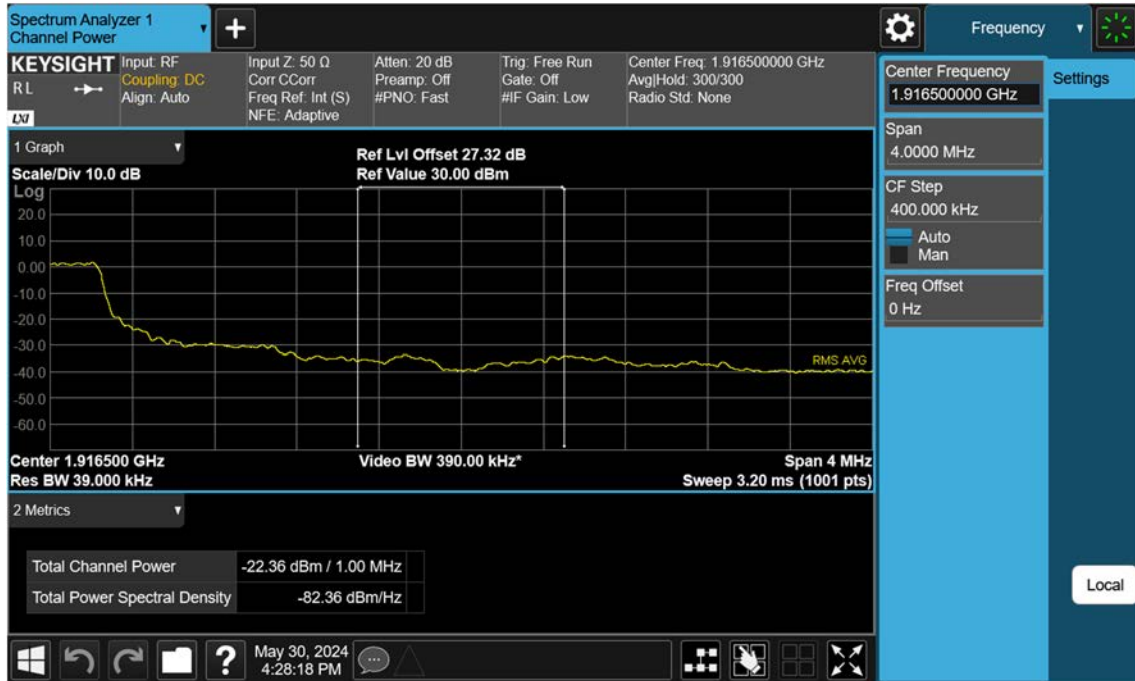 Spectrum Analyzer 1
Channel Power
Frequency
KEYSIGHT
R L
LXI
Input: RF
Coupling: DC
Align: Auto
Input Z: 50 Ω
Corr CCorr
Freq Ref: Int (S)
NFE: Adaptive
Atten: 20 dB
Preamp: Off
#PNO: Fast
Trig: Free Run
Gate: Off
#IF Gain: Low
Center Freq: 1.916500000 GHz
Avg|Hold: 300/300
Radio Std: None
Center Frequency
1.916500000 GHz
Settings
Span
4.0000 MHz
CF Step
400.000 kHz
Auto
Man
Freq Offset
0 Hz
Local
1 Graph
Scale/Div 10.0 dB
Ref Lvl Offset 27.32 dB
Ref Value 30.00 dBm
Log
20.0
10.0
0.00
-10.0
-20.0
-30.0
-40.0
-50.0
-60.0
RMS AVG
Center 1.916500 GHz
Video BW 390.00 kHz*
Span 4 MHz
Res BW 39.000 kHz
Sweep 3.20 ms (1001 pts)
2 Metrics
Total Channel Power -22.36 dBm / 1.00 MHz
Total Power Spectral Density -82.36 dBm/Hz
?
May 30, 2024
4:28:18 PM